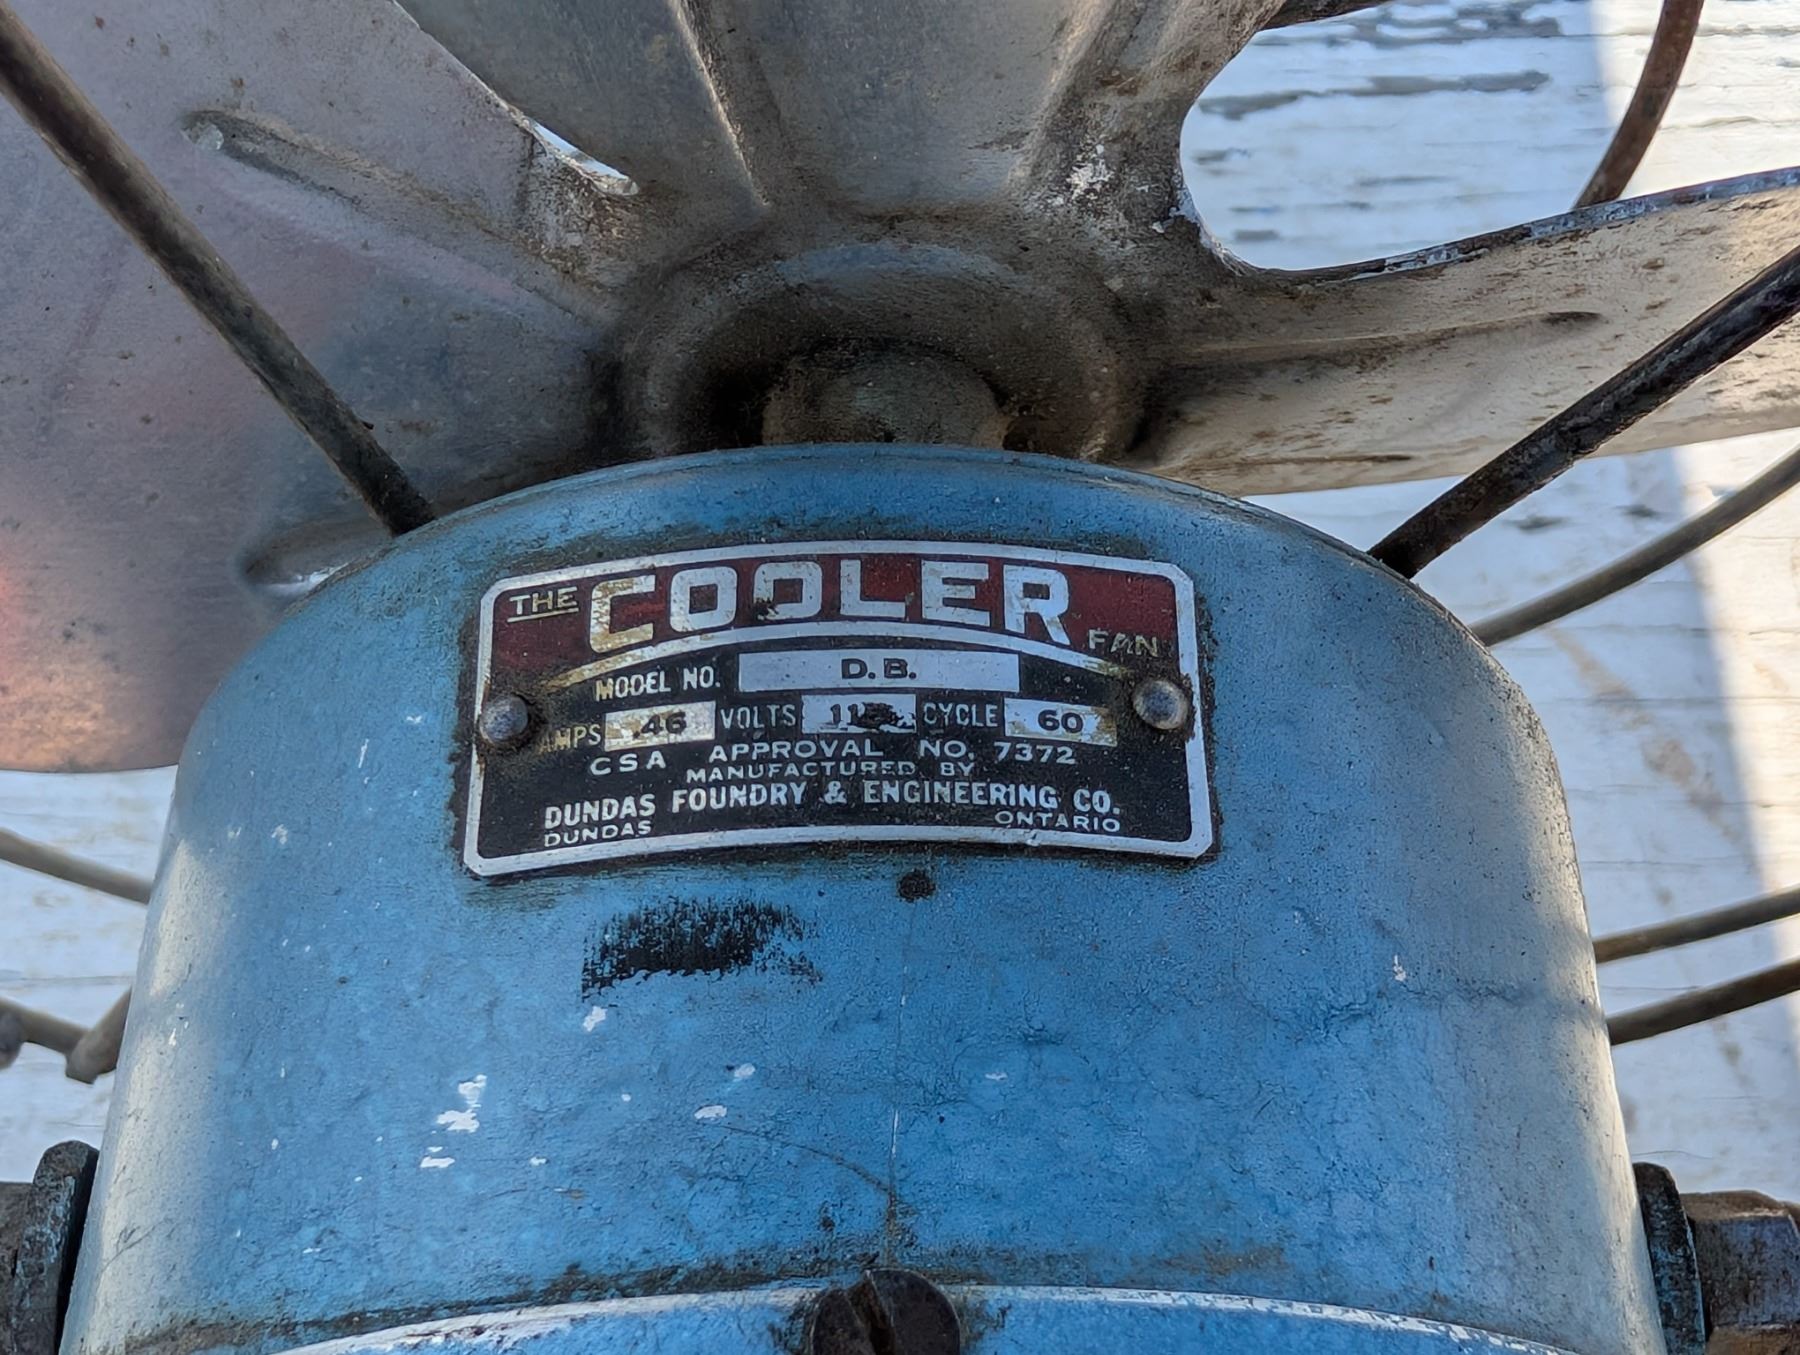 THE COOLER FAN
MODEL NO. D.B.
AMPS .46 VOLTS CYCLE 60
CSA APPROVAL NO. 7372
MANUFACTURED BY
DUNDAS FOUNDRY & ENGINEERING CO.
DUNDAS ONTARIO